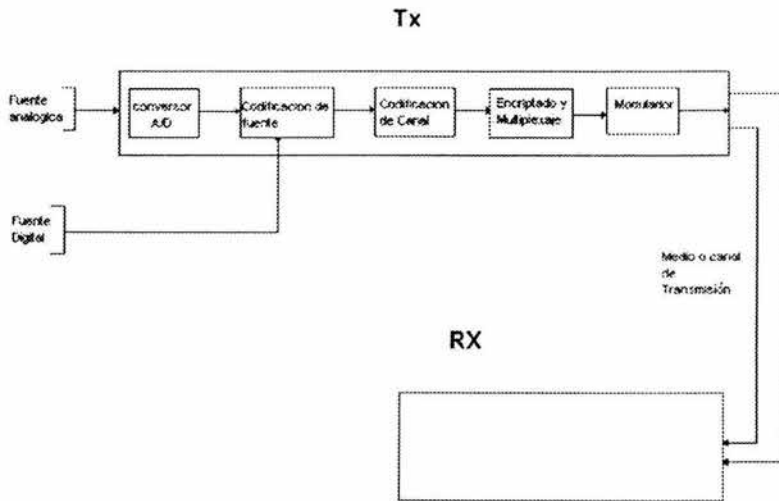 Tx
Fuente
analogica
conversor
A/D
Codificacion de
fuente
Codificacion
de Canal
Encriptado y
Multiplexaje
Modulador
Fuente
Digital
Medio o canal
de
Transmisión
RX